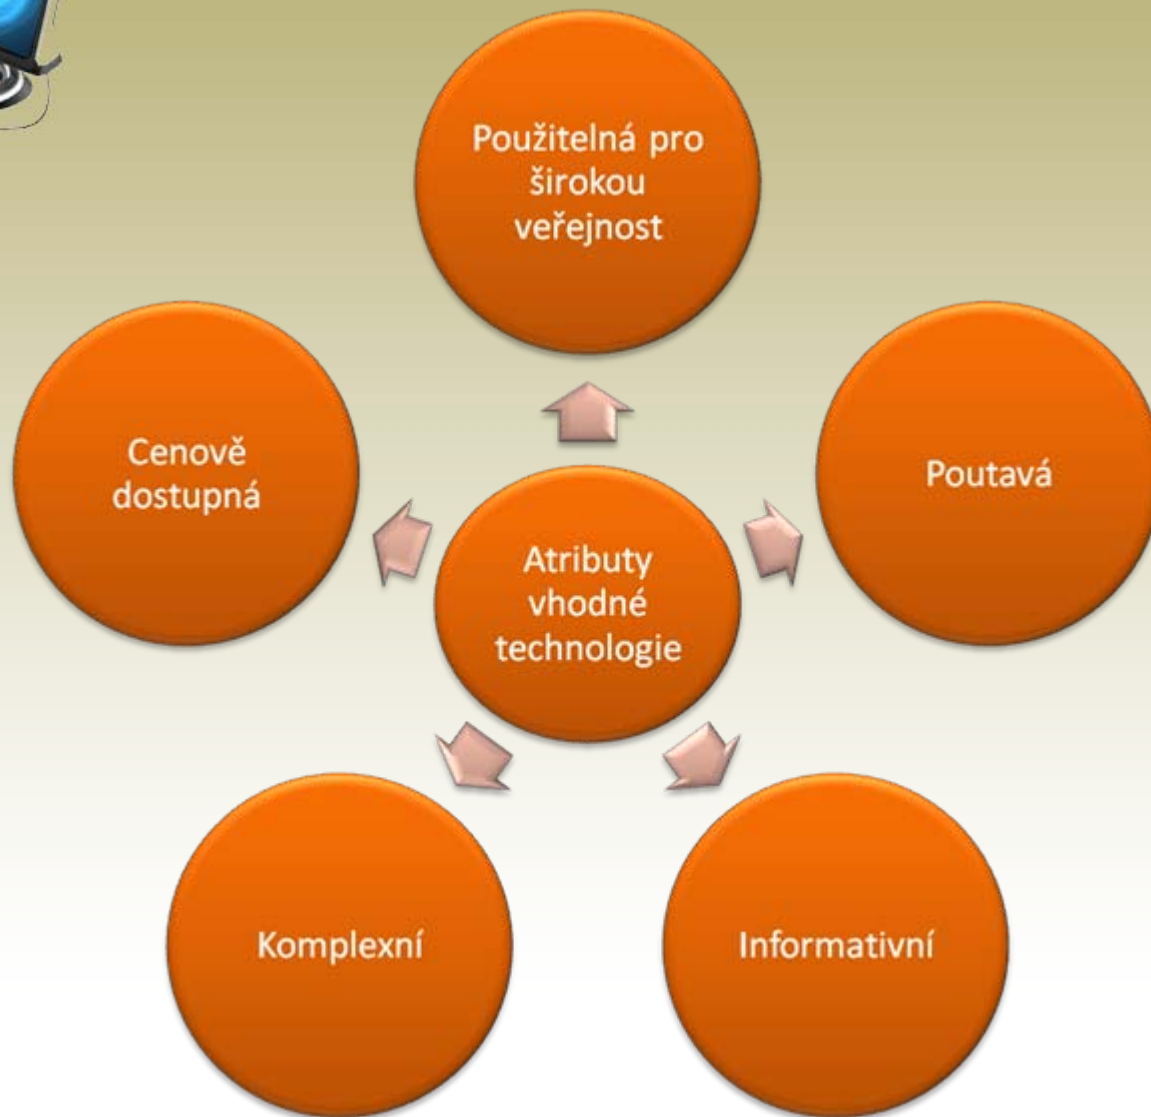 Použitelná pro
širokou
veřejnost
Cenově
dostupná
Poutavá
Atributy
vhodné
technologie
Komplexní
Informativní